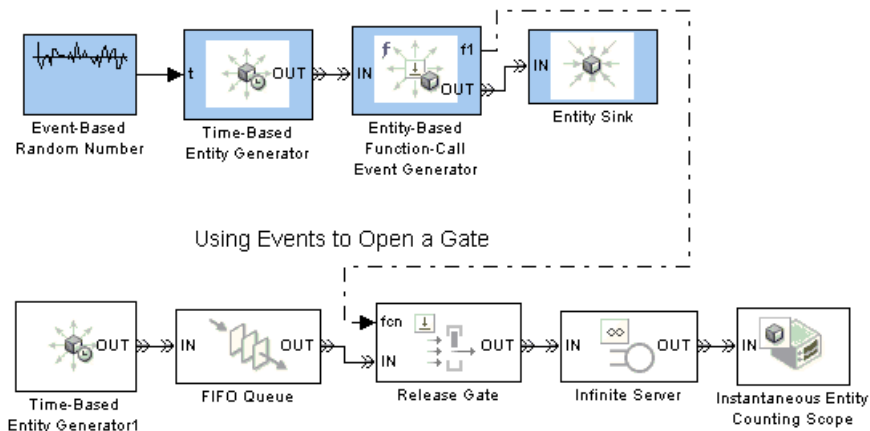 t
OUT
IN
f
f1
OUT
IN
Event-Based
Random Number
Time-Based
Entity Generator
Entity-Based
Function-Call
Event Generator
Entity Sink
Using Events to Open a Gate
OUT
IN
OUT
fcn
IN
OUT
IN
∞
OUT
IN
Time-Based
Entity Generator1
FIFO Queue
Release Gate
Infinite Server
Instantaneous Entity
Counting Scope